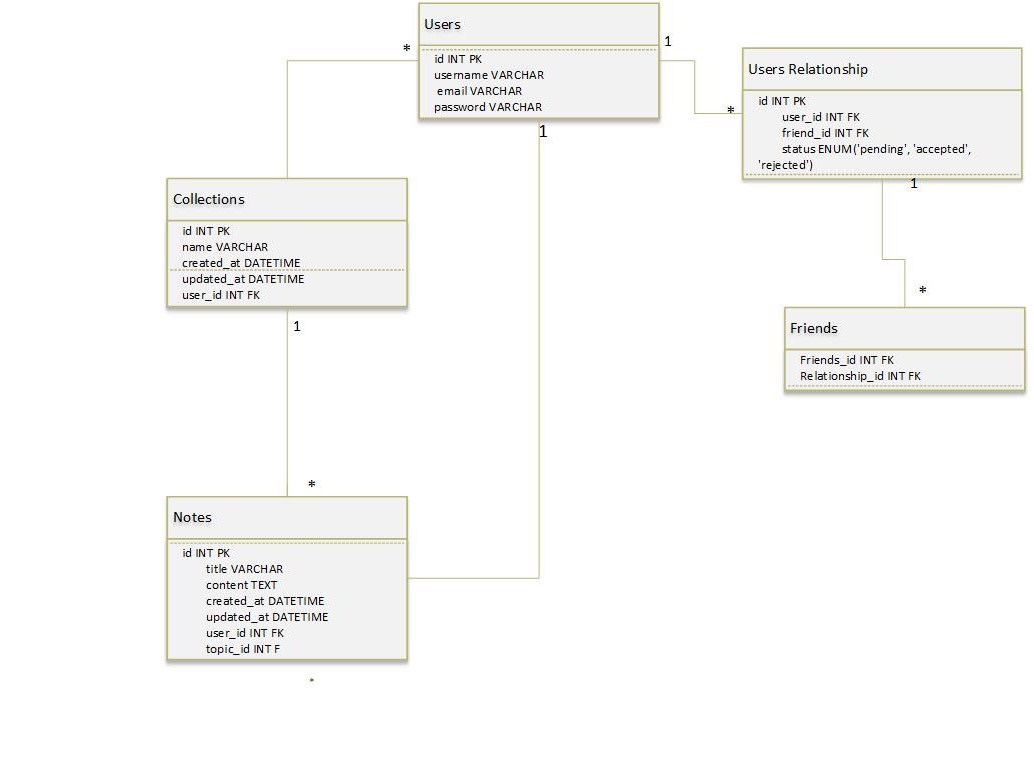 Users
*
1
id INT PK
username VARCHAR
email VARCHAR
password VARCHAR
1
Users Relationship
*
id INT PK
user_id INT FK
friend_id INT FK
status ENUM('pending', 'accepted',
'rejected')
1
Collections
id INT PK
name VARCHAR
created_at DATETIME
updated_at DATETIME
user_id INT FK
1
*
Friends
Friends_id INT FK
Relationship_id INT FK
*
Notes
id INT PK
title VARCHAR
content TEXT
created_at DATETIME
updated_at DATETIME
user_id INT FK
topic_id INT F